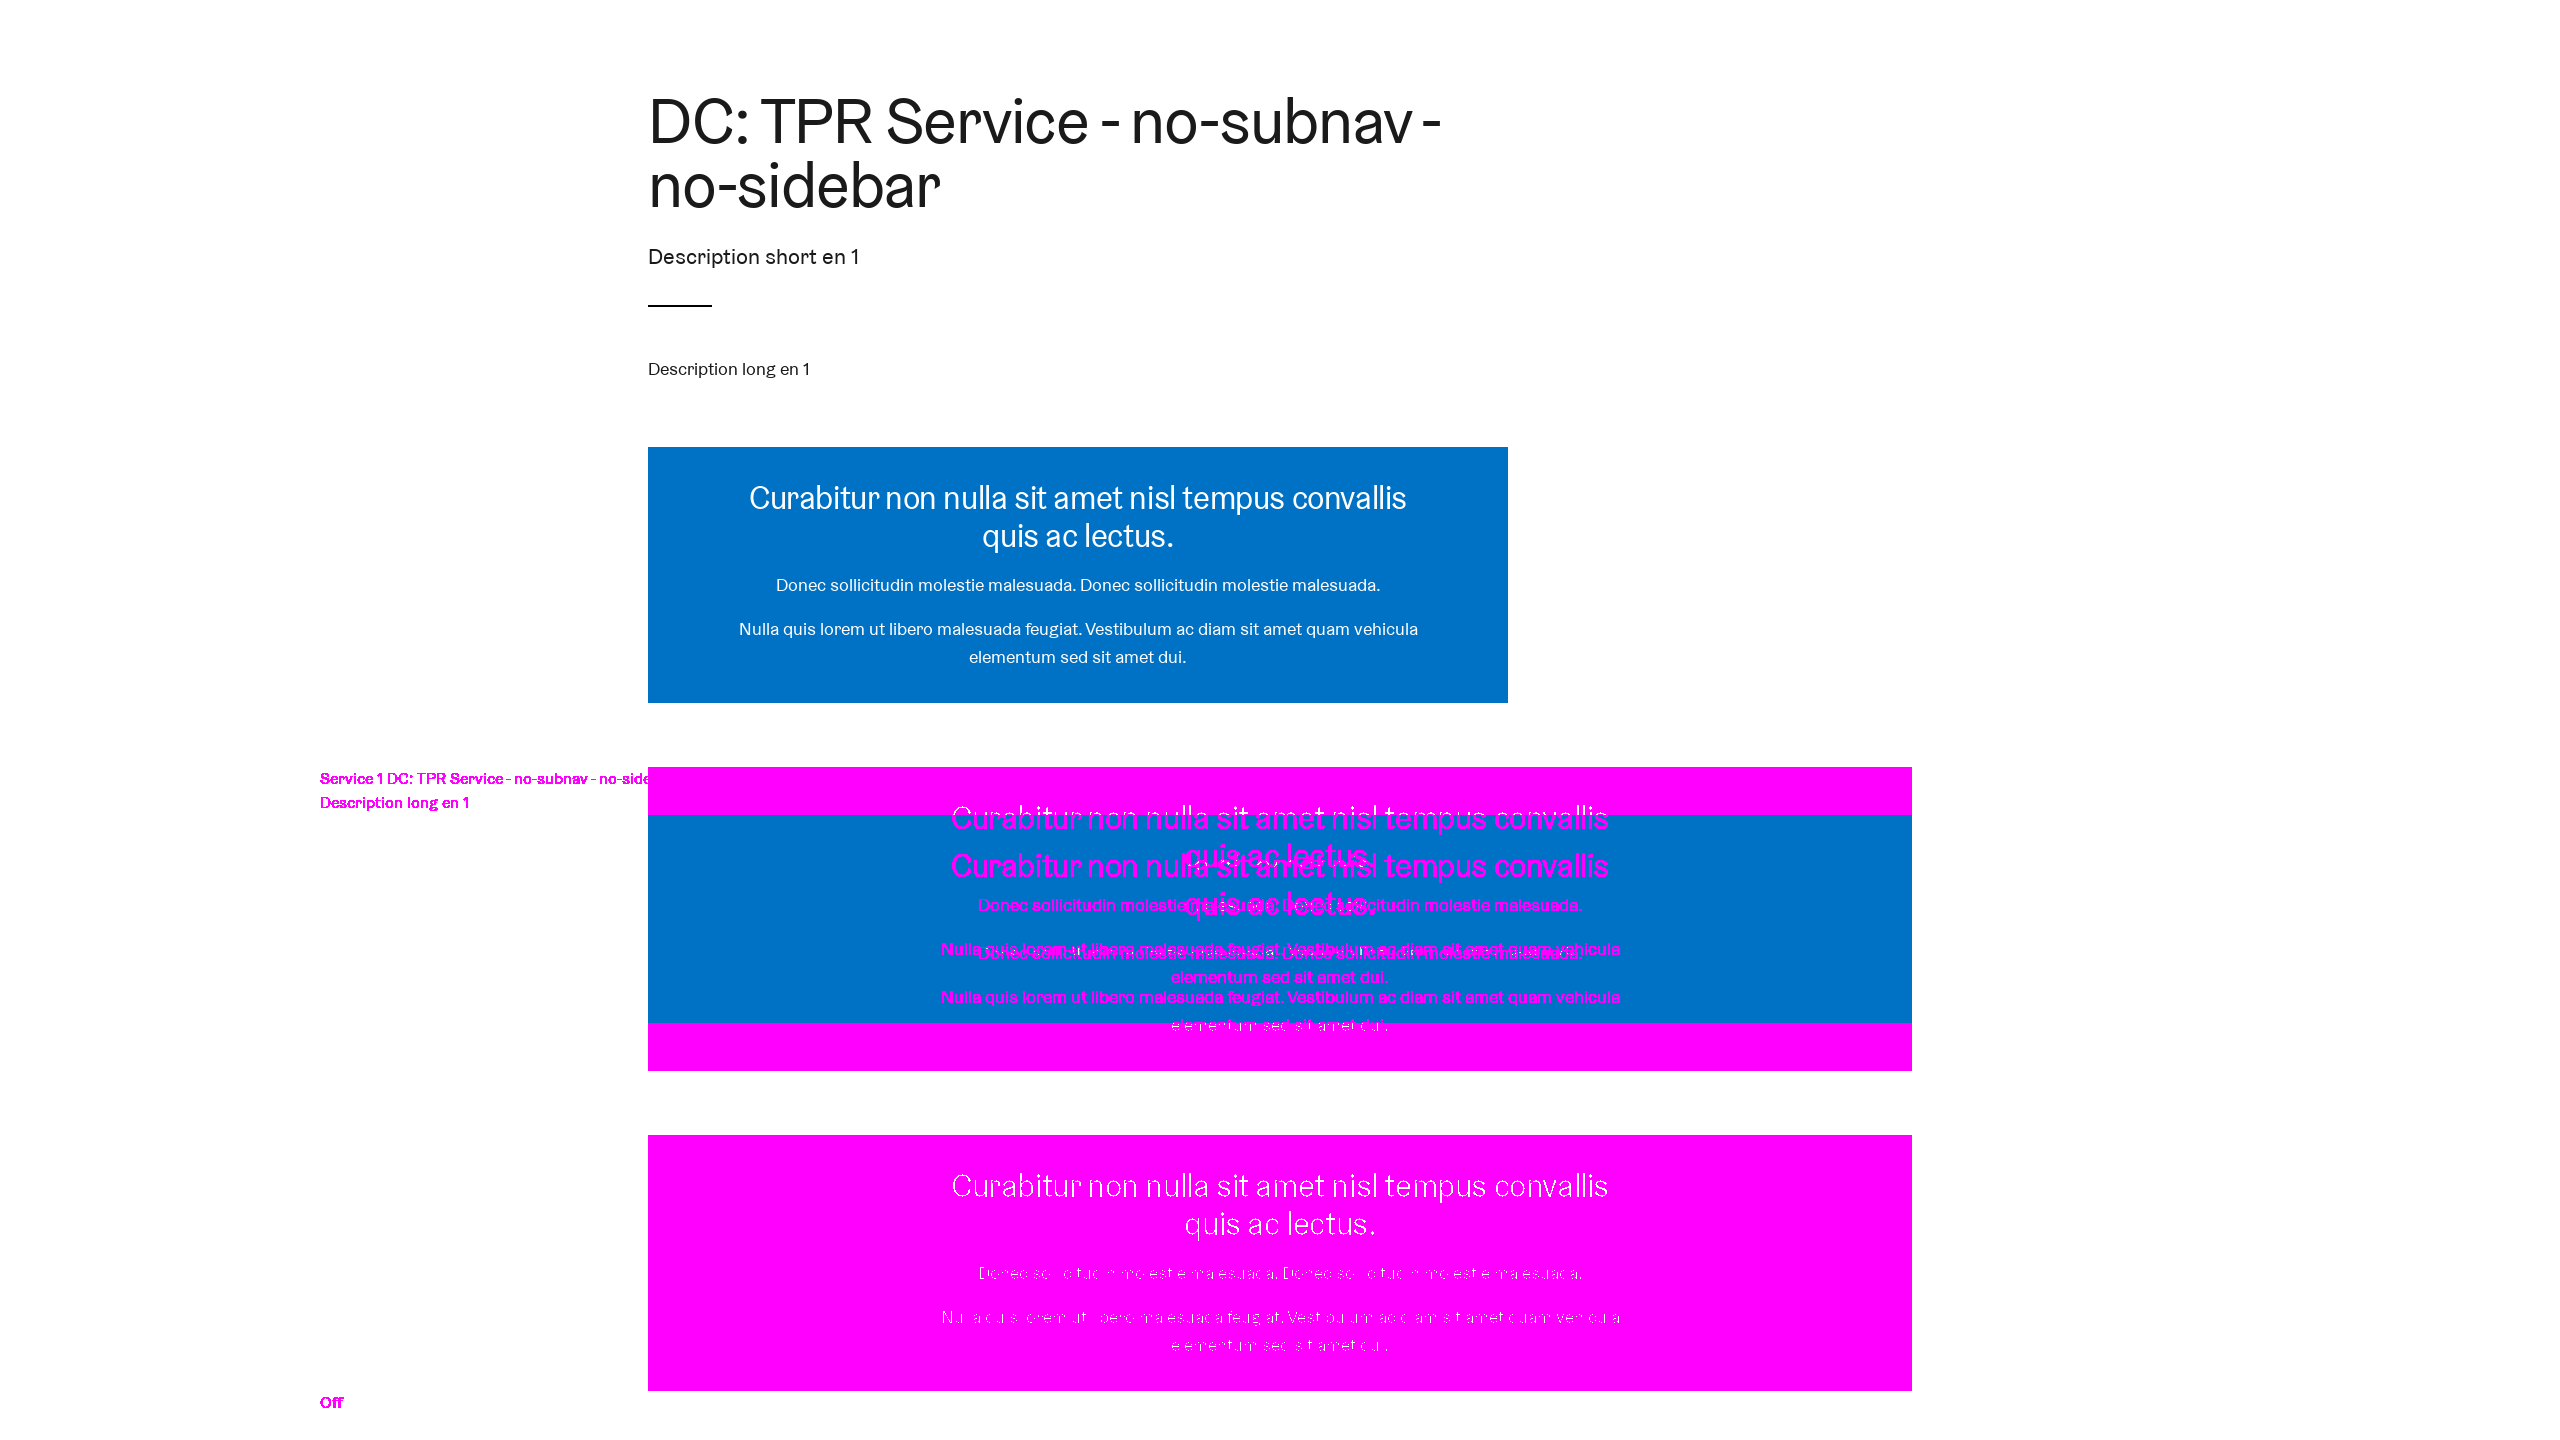 DC: TPR Service - no-subnav -
no-sidebar
Description short en 1
Description long en 1
Curabitur non nulla sit amet nisl tempus convallis
quis ac lectus.
Donec sollicitudin molestie malesuada. Donec sollicitudin molestie malesuada.
Nulla quis lorem ut libero malesuada feugiat. Vestibulum ac diam sit amet quam vehicula
elementum sed sit amet dui.
Service 1 DC: TPR Service - no-subnav - no-side
Description long en 1
Curabitur non nulla sit amet nisl tempus convallis
quis ac lectus.
Curabitur non nulla sit amet nisl tempus convallis
quis ac lectus.
Donec sollicitudin molestie malesuada. Donec sollicitudin molestie malesuada.
Nulla quis lorem ut libero malesuada feugiat. Vestibulum ac diam sit amet quam vehicula
Donec sollicitudin molestie malesuada. Donec sollicitudin molestie malesuada.
elementum sed sit amet dui.
Nulla quis lorem ut libero malesuada feugiat. Vestibulum ac diam sit amet quam vehicula
elementum sed sit amet dui.
Curabitur non nulla sit amet nisl tempus convallis
quis ac lectus.
Donec sollicitudin molestie malesuada. Donec sollicitudin molestie malesuada.
Nulla quis lorem ut libero malesuada feugiat. Vestibulum ac diam sit amet quam vehicula
elementum sed sit amet dui.
Off